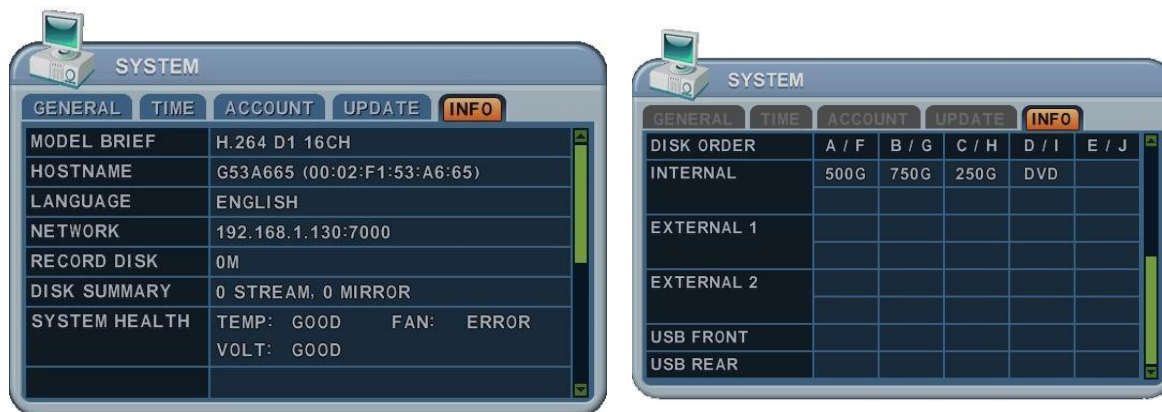 SYSTEM
GENERAL TIME ACCOUNT UPDATE INFO
MODEL BRIEF H.264 D1 16CH
HOSTNAME G53A665 (00:02:F1:53:A6:65)
LANGUAGE ENGLISH
NETWORK 192.168.1.130:7000
RECORD DISK 0M
DISK SUMMARY 0 STREAM, 0 MIRROR
SYSTEM HEALTH TEMP: GOOD FAN: ERROR
VOLT: GOOD
SYSTEM
GENERAL TIME ACCOUNT UPDATE INFO
DISK ORDER A / F B / G C / H D / I E / J
INTERNAL 500G 750G 250G DVD
EXTERNAL 1
EXTERNAL 2
USB FRONT
USB REAR